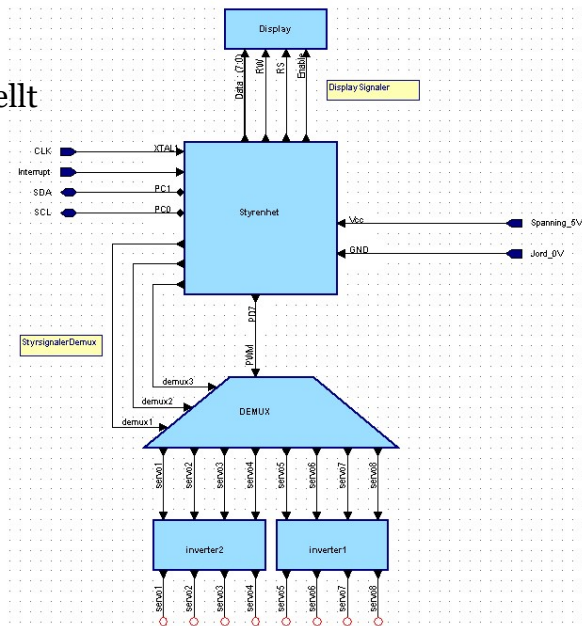 Display
Data : (7:0)
RW
RS
Enable
Display Signaler
ellt
CLK
XTAL1
Interrupt
SDA
PC1
SCL
PC0
Styrenhet
Vcc
Spanning_5V
GND
Jord_0V
PD7
PWM
StyrsignalerDemux
demux3
demux2
demux1
DEMUX
servo1
servo2
servo3
servo4
servo5
servo6
servo7
servo8
inverter2
inverter1
servo1
servo2
servo3
servo4
servo5
servo6
servo7
servo8